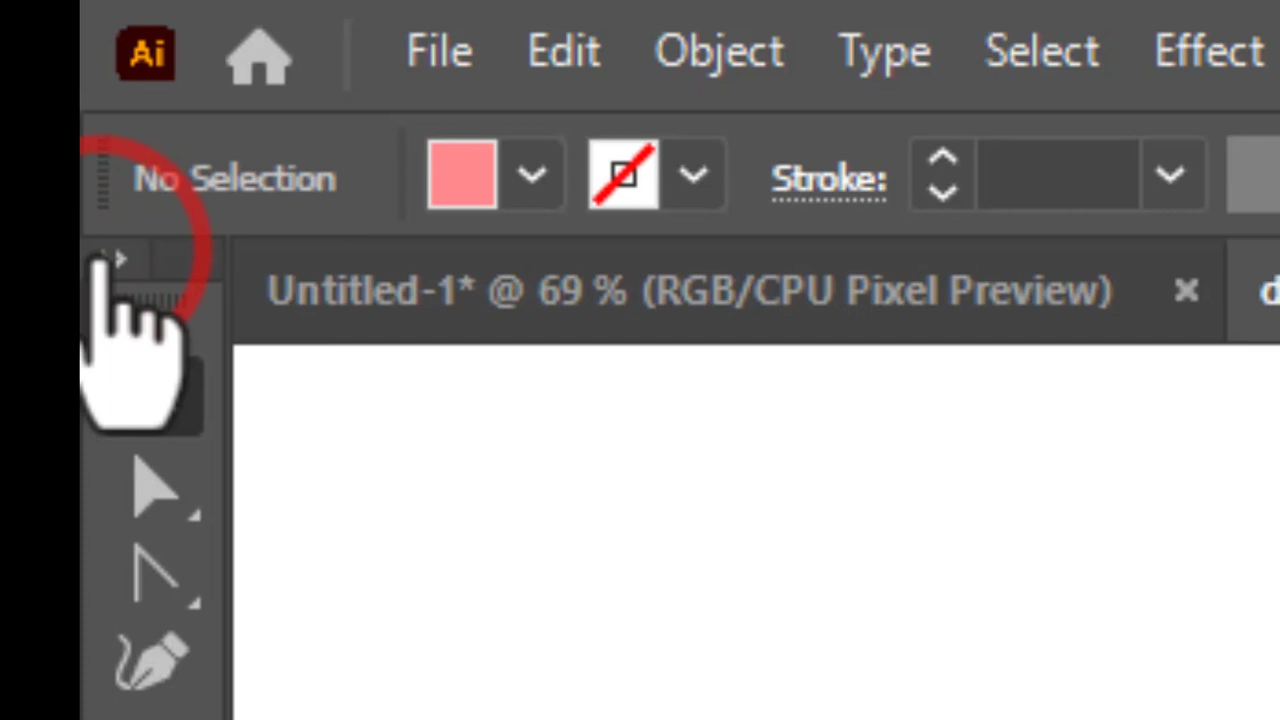 Ai File Edit Object Type Select Effect
No Selection Stroke:
Untitled-1* @ 69 % (RGB/CPU Pixel Preview) × d